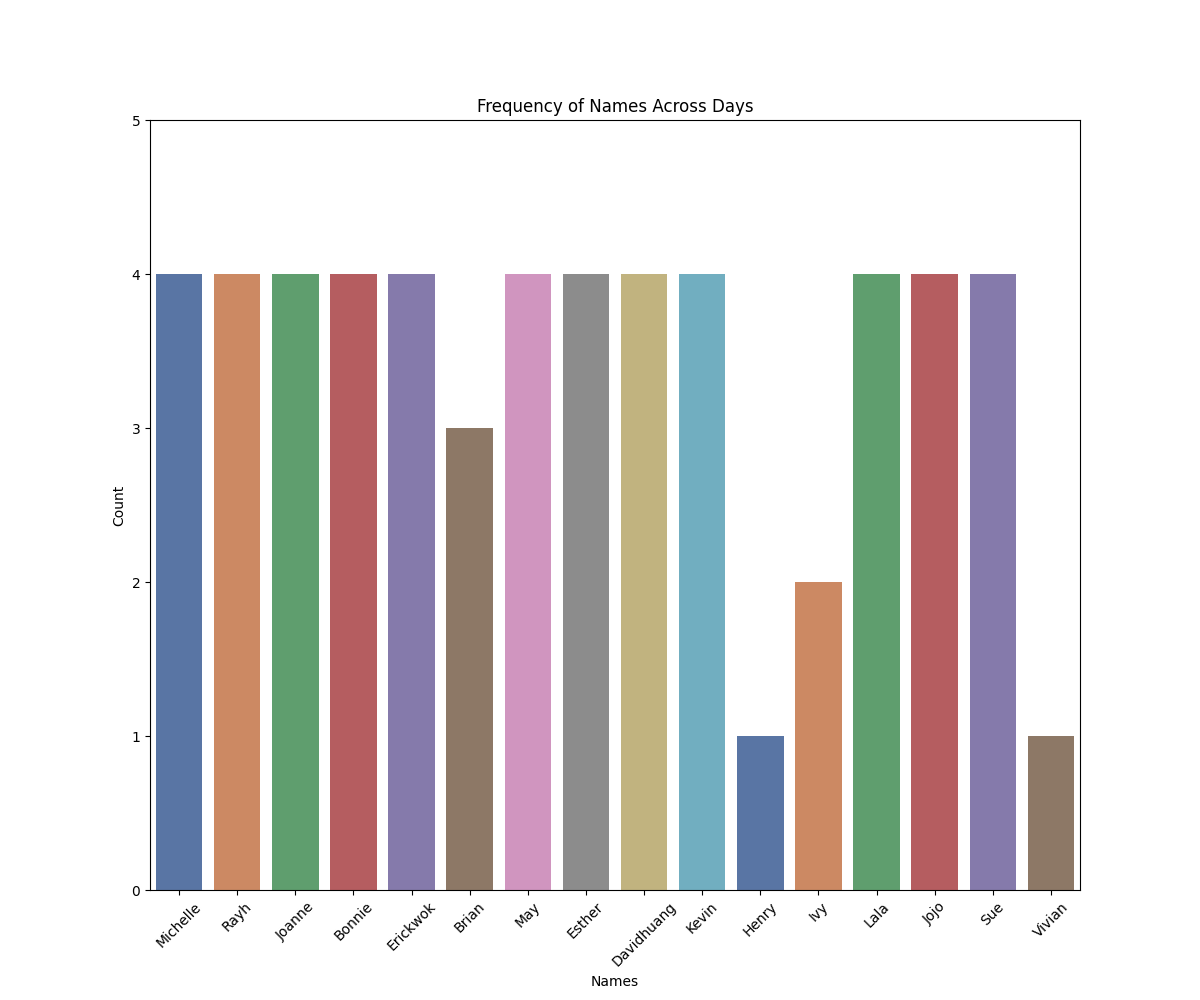 Frequency of Names Across Days
5
4
3
2
1
0
Count
Michelle
Rayh
Joanne
Bonnie
Erickwok
Brian
May
Esther
Davidhuang
Kevin
Henry
Ivy
Lala
Jojo
Sue
Vivian
Names